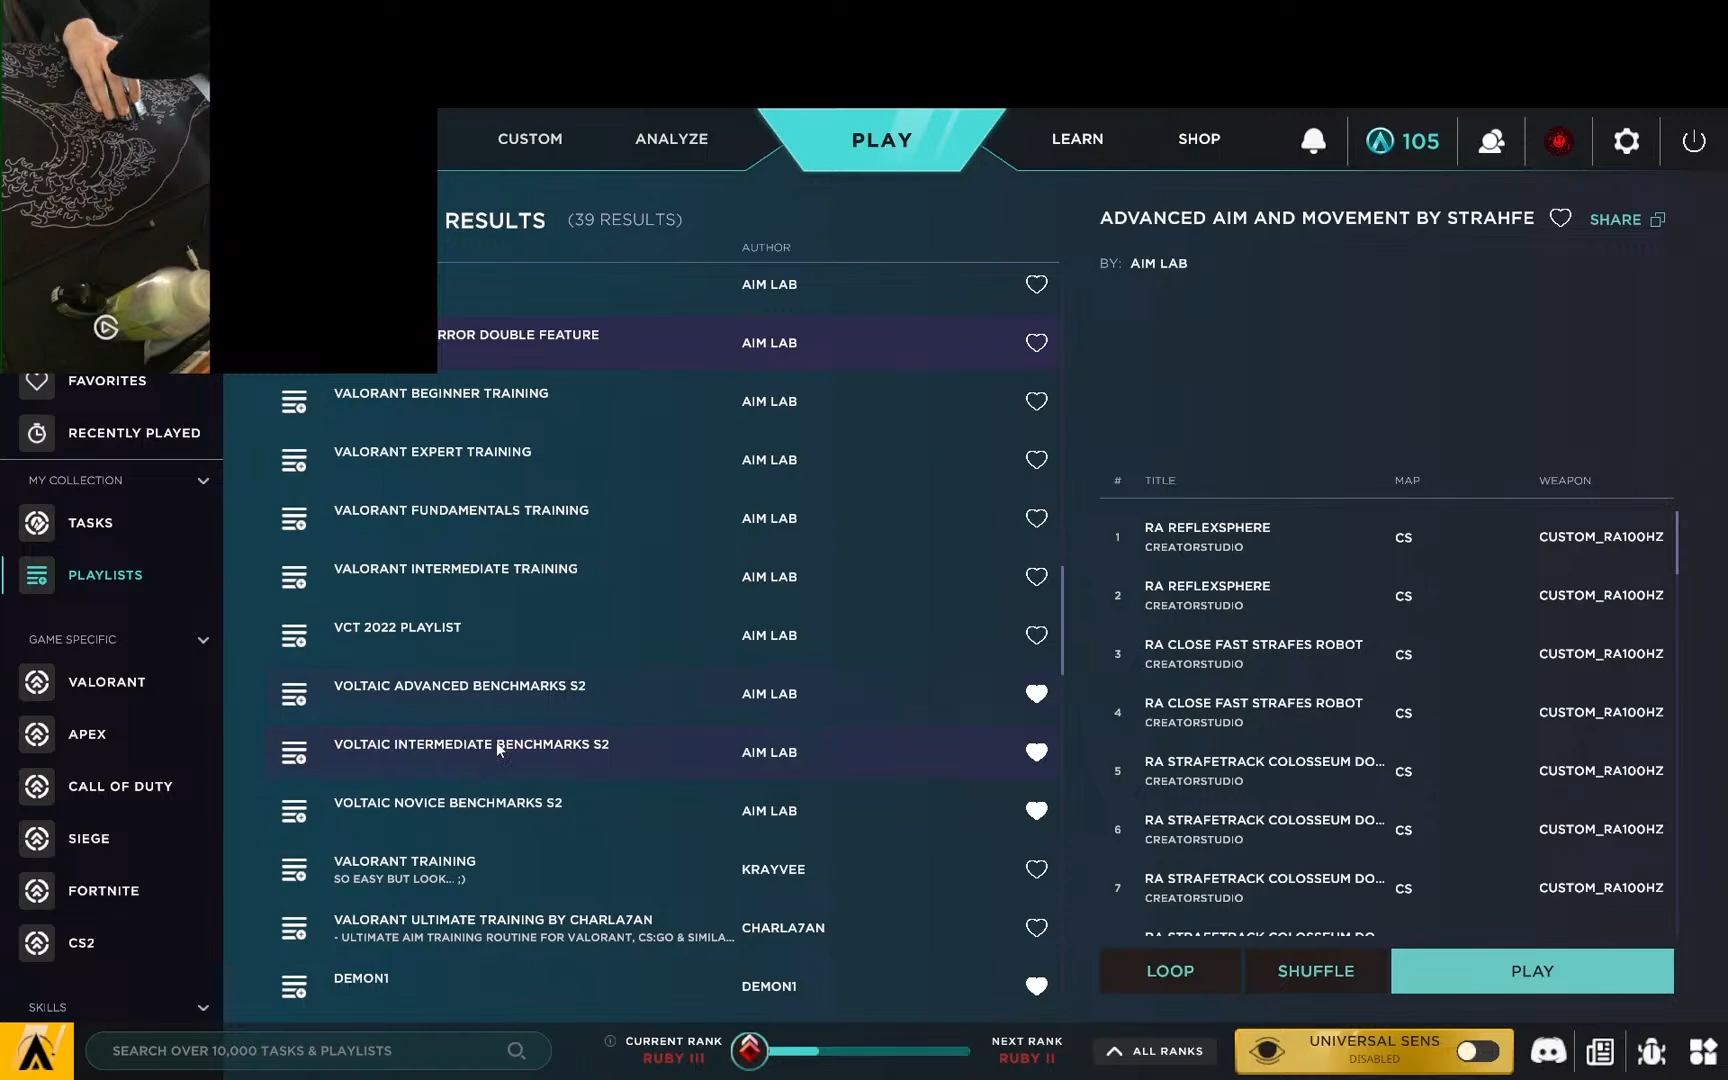 CUSTOM
ANALYZE
PLAY
LEARN
SHOP
105
RESULTS (39 RESULTS)
AUTHOR
AIM LAB
RROR DOUBLE FEATURE
AIM LAB
VALORANT BEGINNER TRAINING
AIM LAB
VALORANT EXPERT TRAINING
AIM LAB
VALORANT FUNDAMENTALS TRAINING
AIM LAB
VALORANT INTERMEDIATE TRAINING
AIM LAB
VCT 2022 PLAYLIST
AIM LAB
VOLTAIC ADVANCED BENCHMARKS S2
AIM LAB
VOLTAIC INTERMEDIATE BENCHMARKS S2
AIM LAB
VOLTAIC NOVICE BENCHMARKS S2
AIM LAB
VALORANT TRAINING
SO EASY BUT LOOK... ;)
KRAYVEE
VALORANT ULTIMATE TRAINING BY CHARLA7AN
- ULTIMATE AIM TRAINING ROUTINE FOR VALORANT, CS:GO & SIMILA...
CHARLA7AN
DEMON1
DEMON1
FAVORITES
RECENTLY PLAYED
MY COLLECTION
TASKS
PLAYLISTS
GAME SPECIFIC
VALORANT
APEX
CALL OF DUTY
SIEGE
FORTNITE
CS2
SKILLS
ADVANCED AIM AND MOVEMENT BY STRAHFE
SHARE
BY: AIM LAB
# TITLE MAP WEAPON
1 RA REFLEXSPHERE CS CUSTOM_RA100HZ
CREATORSTUDIO
2 RA REFLEXSPHERE CS CUSTOM_RA100HZ
CREATORSTUDIO
3 RA CLOSE FAST STRAFES ROBOT CS CUSTOM_RA100HZ
CREATORSTUDIO
4 RA CLOSE FAST STRAFES ROBOT CS CUSTOM_RA100HZ
CREATORSTUDIO
5 RA STRAFETRACK COLOSSEUM DO... CS CUSTOM_RA100HZ
CREATORSTUDIO
6 RA STRAFETRACK COLOSSEUM DO... CS CUSTOM_RA100HZ
CREATORSTUDIO
7 RA STRAFETRACK COLOSSEUM DO... CS CUSTOM_RA100HZ
CREATORSTUDIO
RA STRAFETRACK COLOSSEUM DO...
LOOP
SHUFFLE
PLAY
SEARCH OVER 10,000 TASKS & PLAYLISTS
CURRENT RANK
RUBY III
NEXT RANK
RUBY II
ALL RANKS
UNIVERSAL SENS
DISABLED